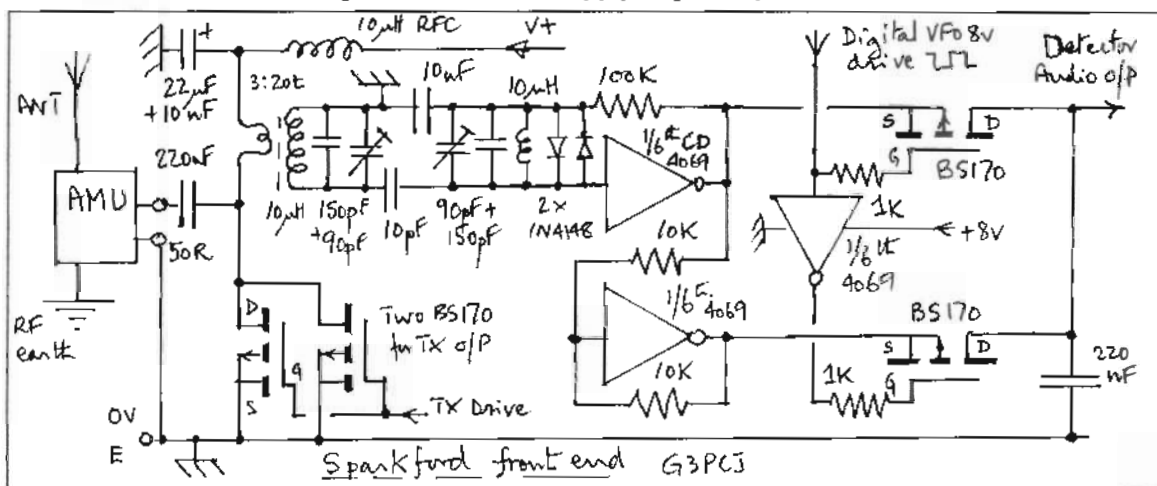 10μH RFC
V+
+
22μF
+10nF
3:20t
10nF
10μH
100K
Digital VFO 8v
drive
Detector
Audio o/p
ANT
220nF
AMU
50R
10μH
150pF
+90pF
10pF
90pF+
150pF
2x
1N4148
1/6th CD
4069
S
D
G
BS170
1K
+8V
1/6th
4069
10K
1/6th
4069
10K
BS170
S
D
G
1K
220
nF
RF
earth
D
G
S
Two BS170
for TX O/P
TX Drive
0V
E
Sparkford front end G3PCJ